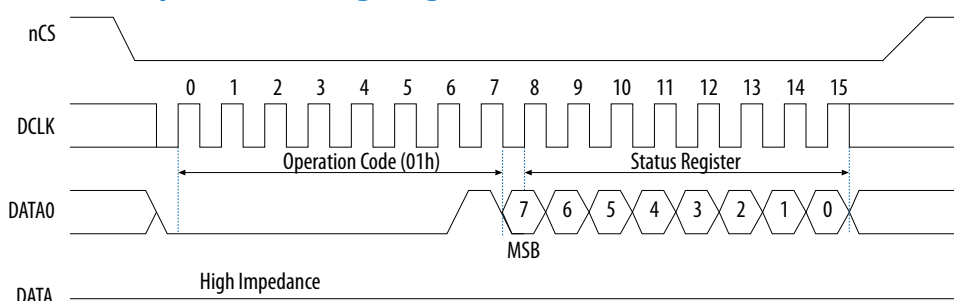 nCS
0 1 2 3 4 5 6 7 8 9 10 11 12 13 14 15
DCLK
Operation Code (01h) Status Register
DATA0 7 6 5 4 3 2 1 0
MSB
High Impedance
DATA